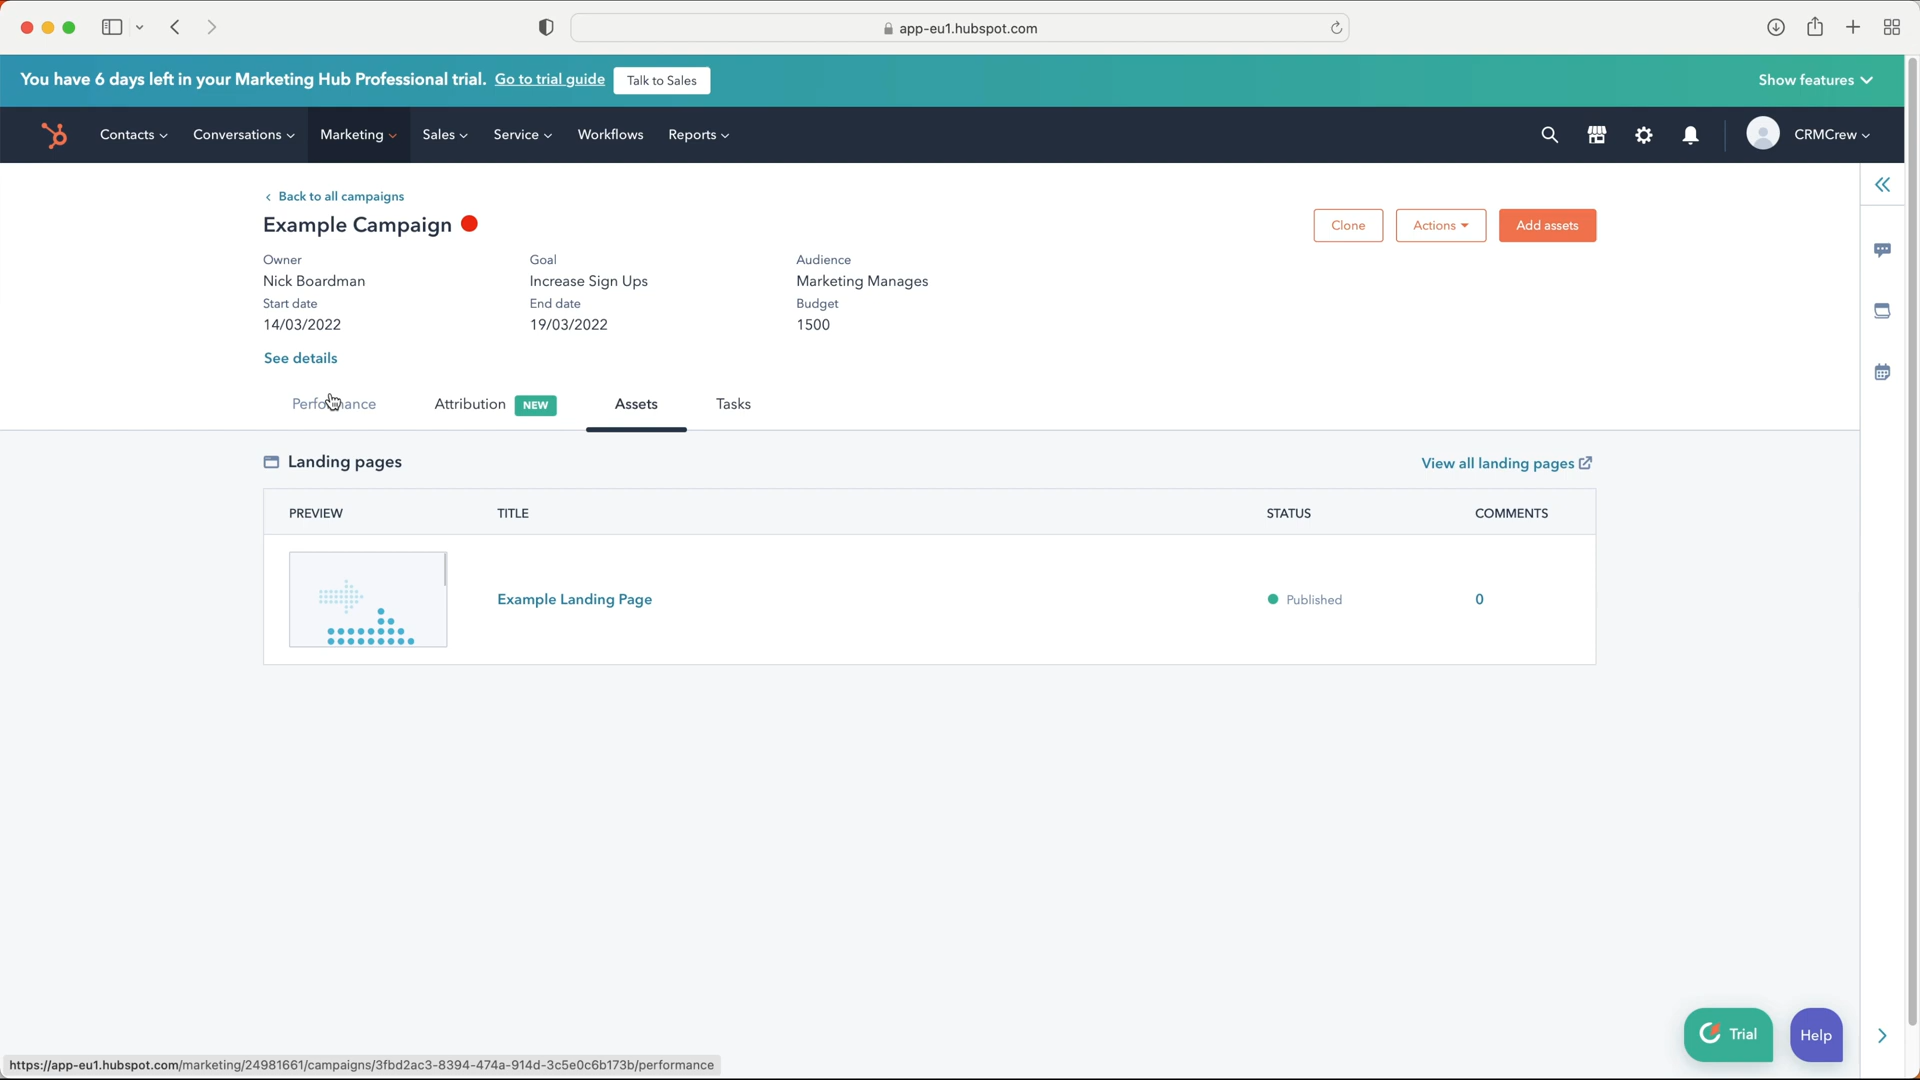 app-eu1.hubspot.com
You have 6 days left in your Marketing Hub Professional trial. Go to trial guide Talk to Sales Show features
Contacts Conversations Marketing Sales Service Workflows Reports CRMCrew
Back to all campaigns
Example Campaign Clone Actions Add assets
Owner Goal Audience
Nick Boardman Increase Sign Ups Marketing Manages
Start date End date Budget
14/03/2022 19/03/2022 1500
See details
Performance Attribution NEW Assets Tasks
Landing pages View all landing pages
PREVIEW TITLE STATUS COMMENTS
Example Landing Page Published 0
Trial Help
https://app-eu1.hubspot.com/marketing/24981661/campaigns/3fbd2ac3-8394-474a-914d-3c5e0c6b173b/performance